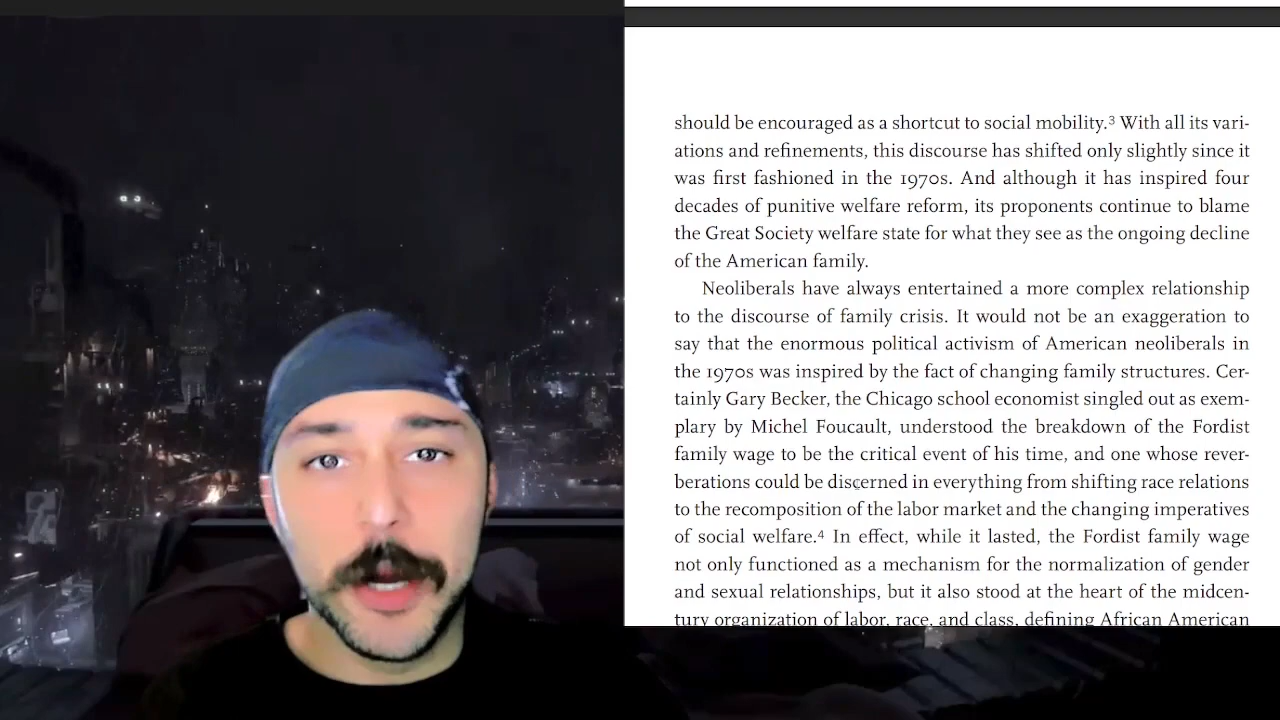 should be encouraged as a shortcut to social mobility.³ With all its vari-
ations and refinements, this discourse has shifted only slightly since it
was first fashioned in the 1970s. And although it has inspired four
decades of punitive welfare reform, its proponents continue to blame
the Great Society welfare state for what they see as the ongoing decline
of the American family.
Neoliberals have always entertained a more complex relationship
to the discourse of family crisis. It would not be an exaggeration to
say that the enormous political activism of American neoliberals in
the 1970s was inspired by the fact of changing family structures. Cer-
tainly Gary Becker, the Chicago school economist singled out as exem-
plary by Michel Foucault, understood the breakdown of the Fordist
family wage to be the critical event of his time, and one whose rever-
berations could be discerned in everything from shifting race relations
to the recomposition of the labor market and the changing imperatives
of social welfare.⁴ In effect, while it lasted, the Fordist family wage
not only functioned as a mechanism for the normalization of gender
and sexual relationships, but it also stood at the heart of the midcen-
tury organization of labor, race, and class, defining African American